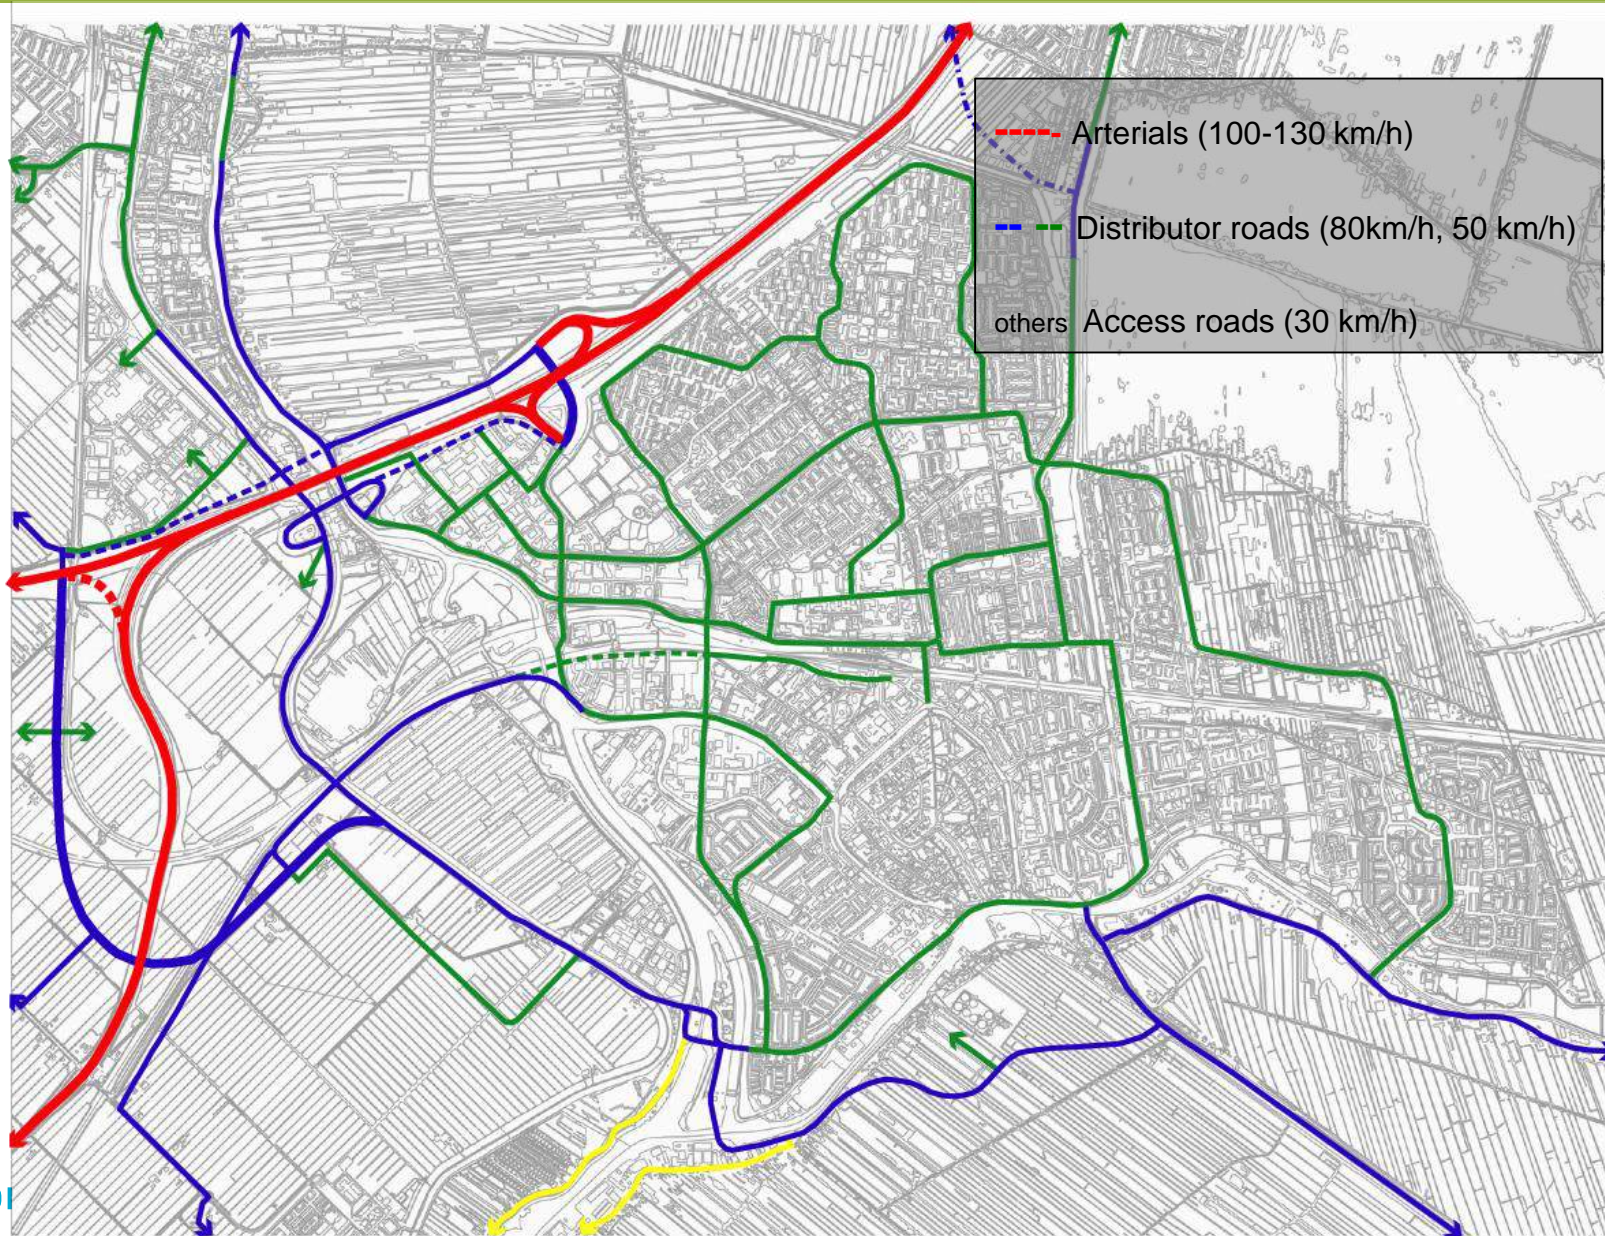 Arterials (100-130 km/h)
Distributor roads (80km/h, 50 km/h)
others Access roads (30 km/h)